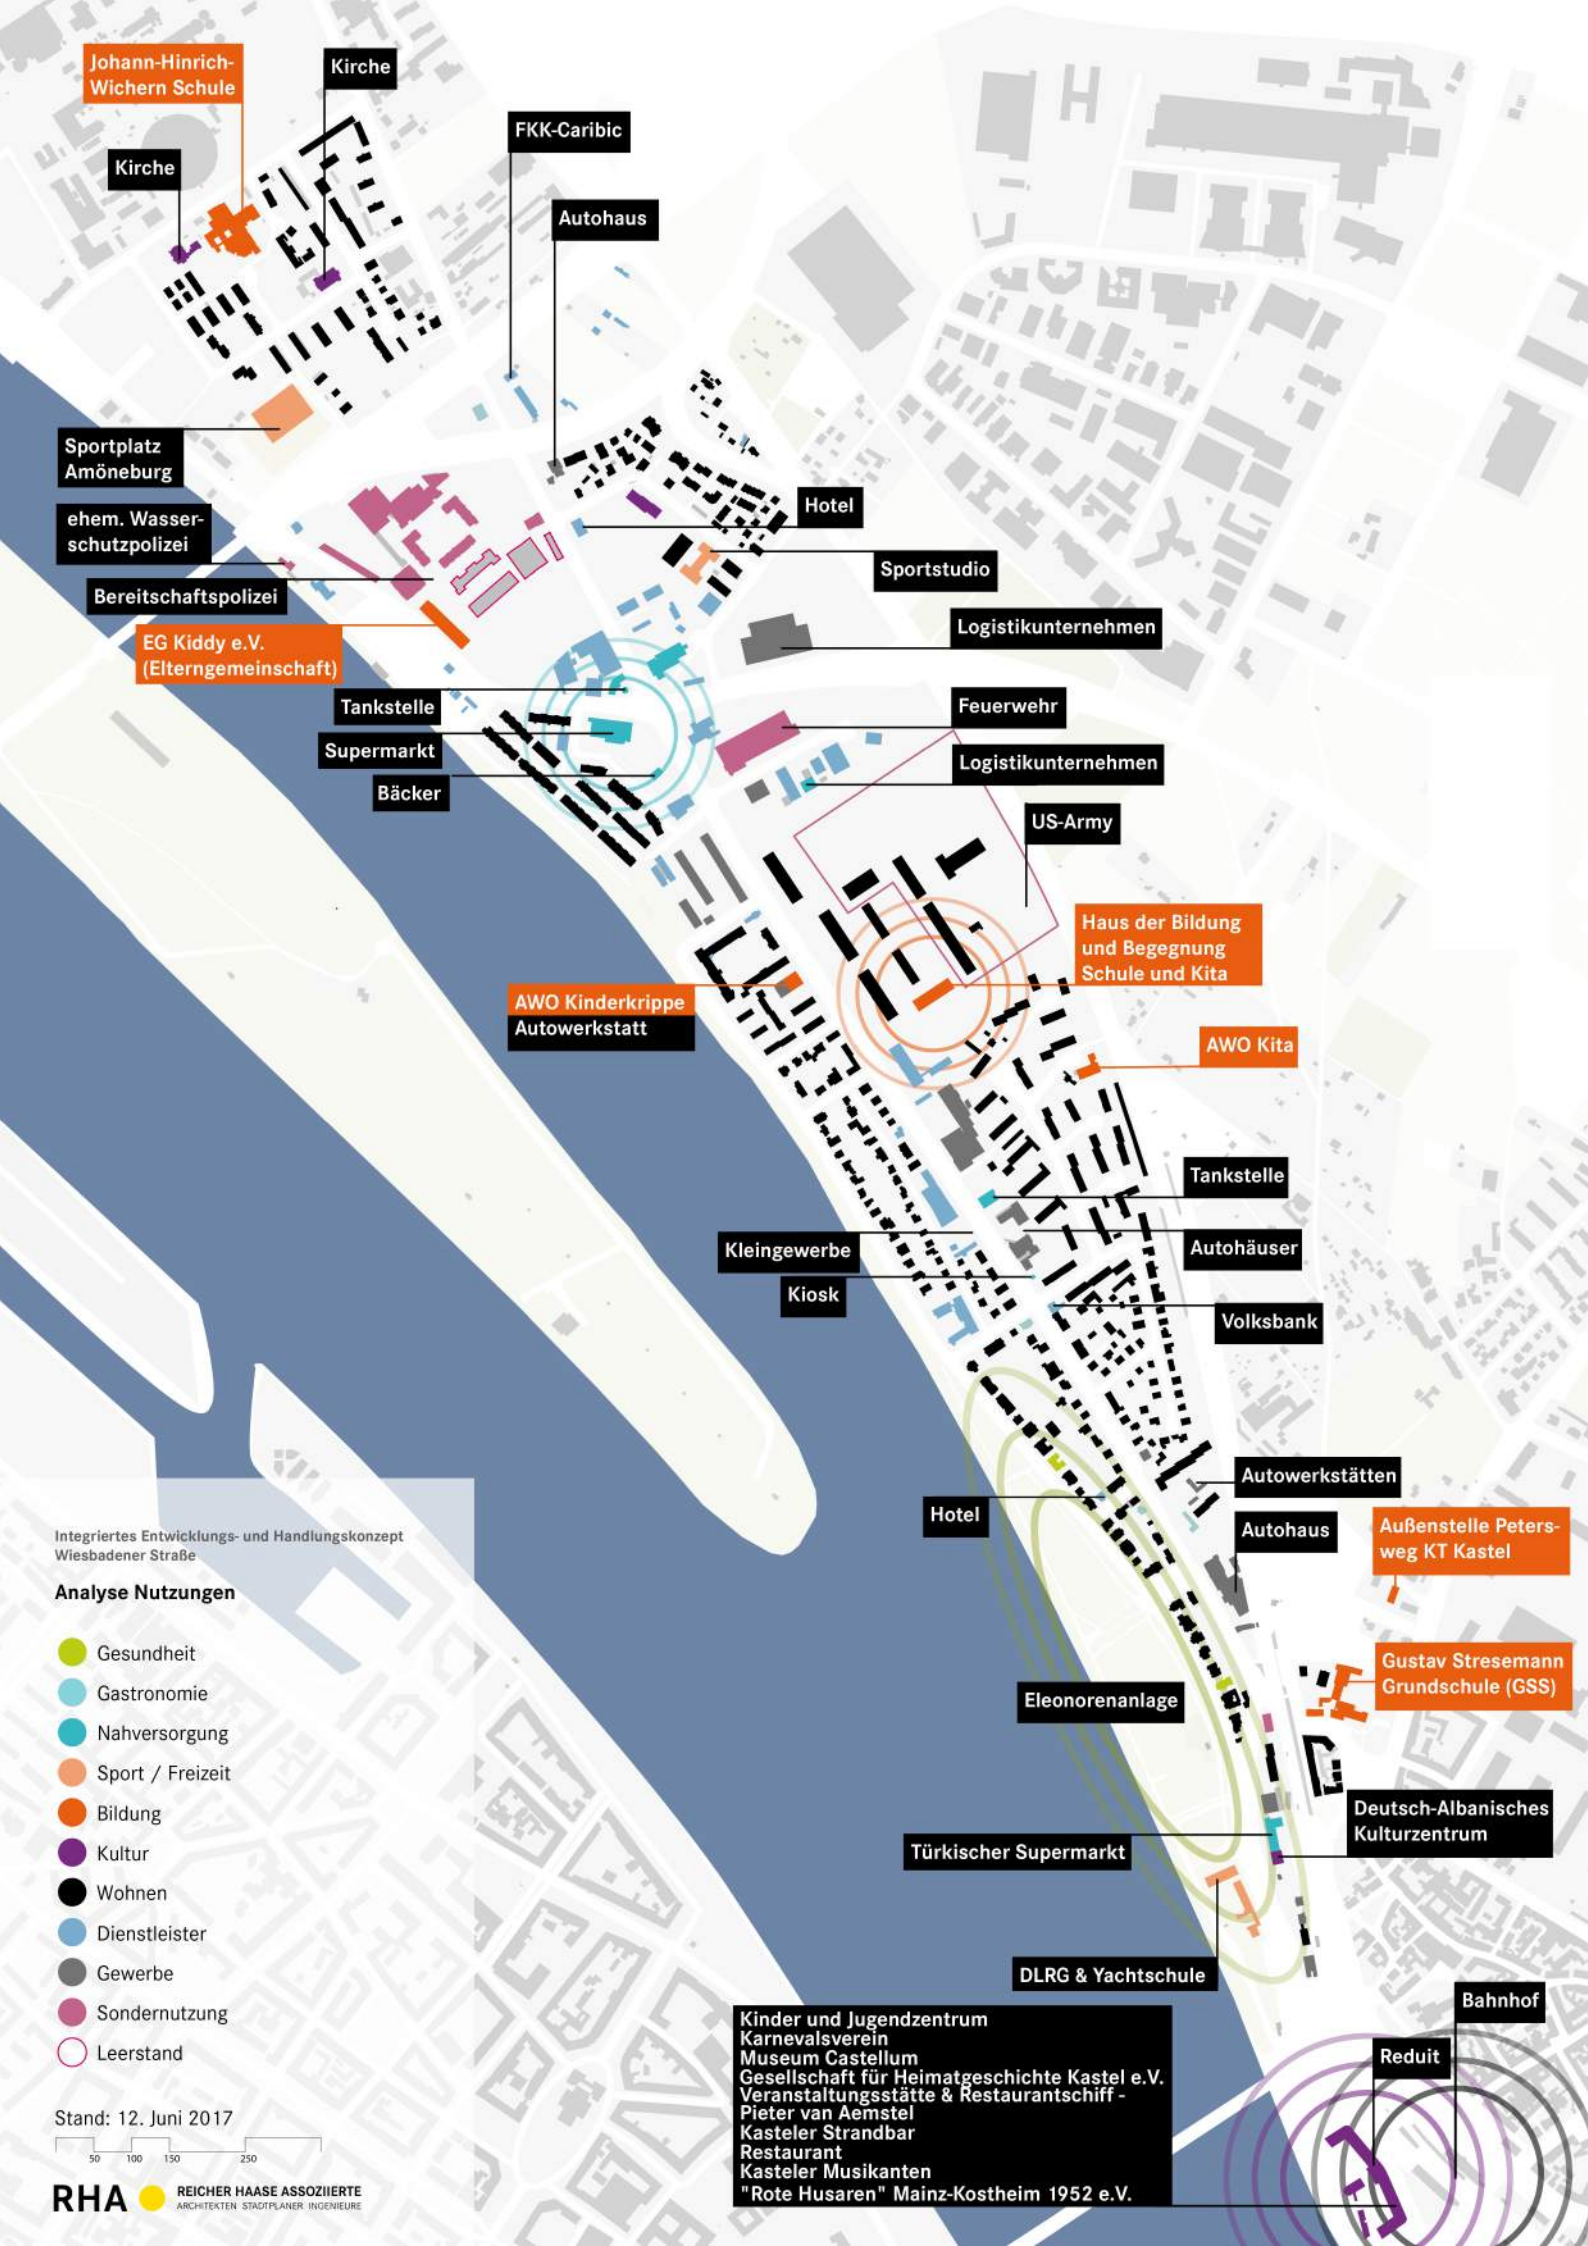 Johann-Hinrich-
Wichern Schule
Kirche
FKK-Caribic
Kirche
Autohaus
Sportplatz
Amöneburg
Hotel
ehem. Wasser-
schutzpolizei
Sportstudio
Bereitschaftspolizei
Logistikunternehmen
EG Kiddy e.V.
(Elterngemeinschaft)
Tankstelle
Feuerwehr
Supermarkt
Logistikunternehmen
Bäcker
US-Army
Haus der Bildung
und Begegnung
Schule und Kita
AWO Kinderkrippe
Autowerkstatt
AWO Kita
Tankstelle
Kleingewerbe
Autohäuser
Kiosk
Volksbank
Autowerkstätten
Hotel
Autohaus
Außenstelle Peters-
weg KT Kastel
Gustav Stresemann
Grundschule (GSS)
Eleonorenanlage
Deutsch-Albanisches
Kulturzentrum
Türkischer Supermarkt
DLRG & Yachtschule
Bahnhof
Reduit
Kinder und Jugendzentrum
Karnevalsverein
Museum Castellum
Gesellschaft für Heimatgeschichte Kastel e.V.
Veranstaltungsstätte & Restaurantschiff -
Pieter van Aemstel
Kasteler Strandbar
Restaurant
Kasteler Musikanten
"Rote Husaren" Mainz-Kostheim 1952 e.V.
Integriertes Entwicklungs- und Handlungskonzept
Wiesbadener Straße
Analyse Nutzungen
Gesundheit
Gastronomie
Nahversorgung
Sport / Freizeit
Bildung
Kultur
Wohnen
Dienstleister
Gewerbe
Sondernutzung
Leerstand
Stand: 12. Juni 2017
50 100 150 250
RHA
REICHER HAASE ASSOZIIERTE
ARCHITEKTEN STADTPLANER INGENIEURE